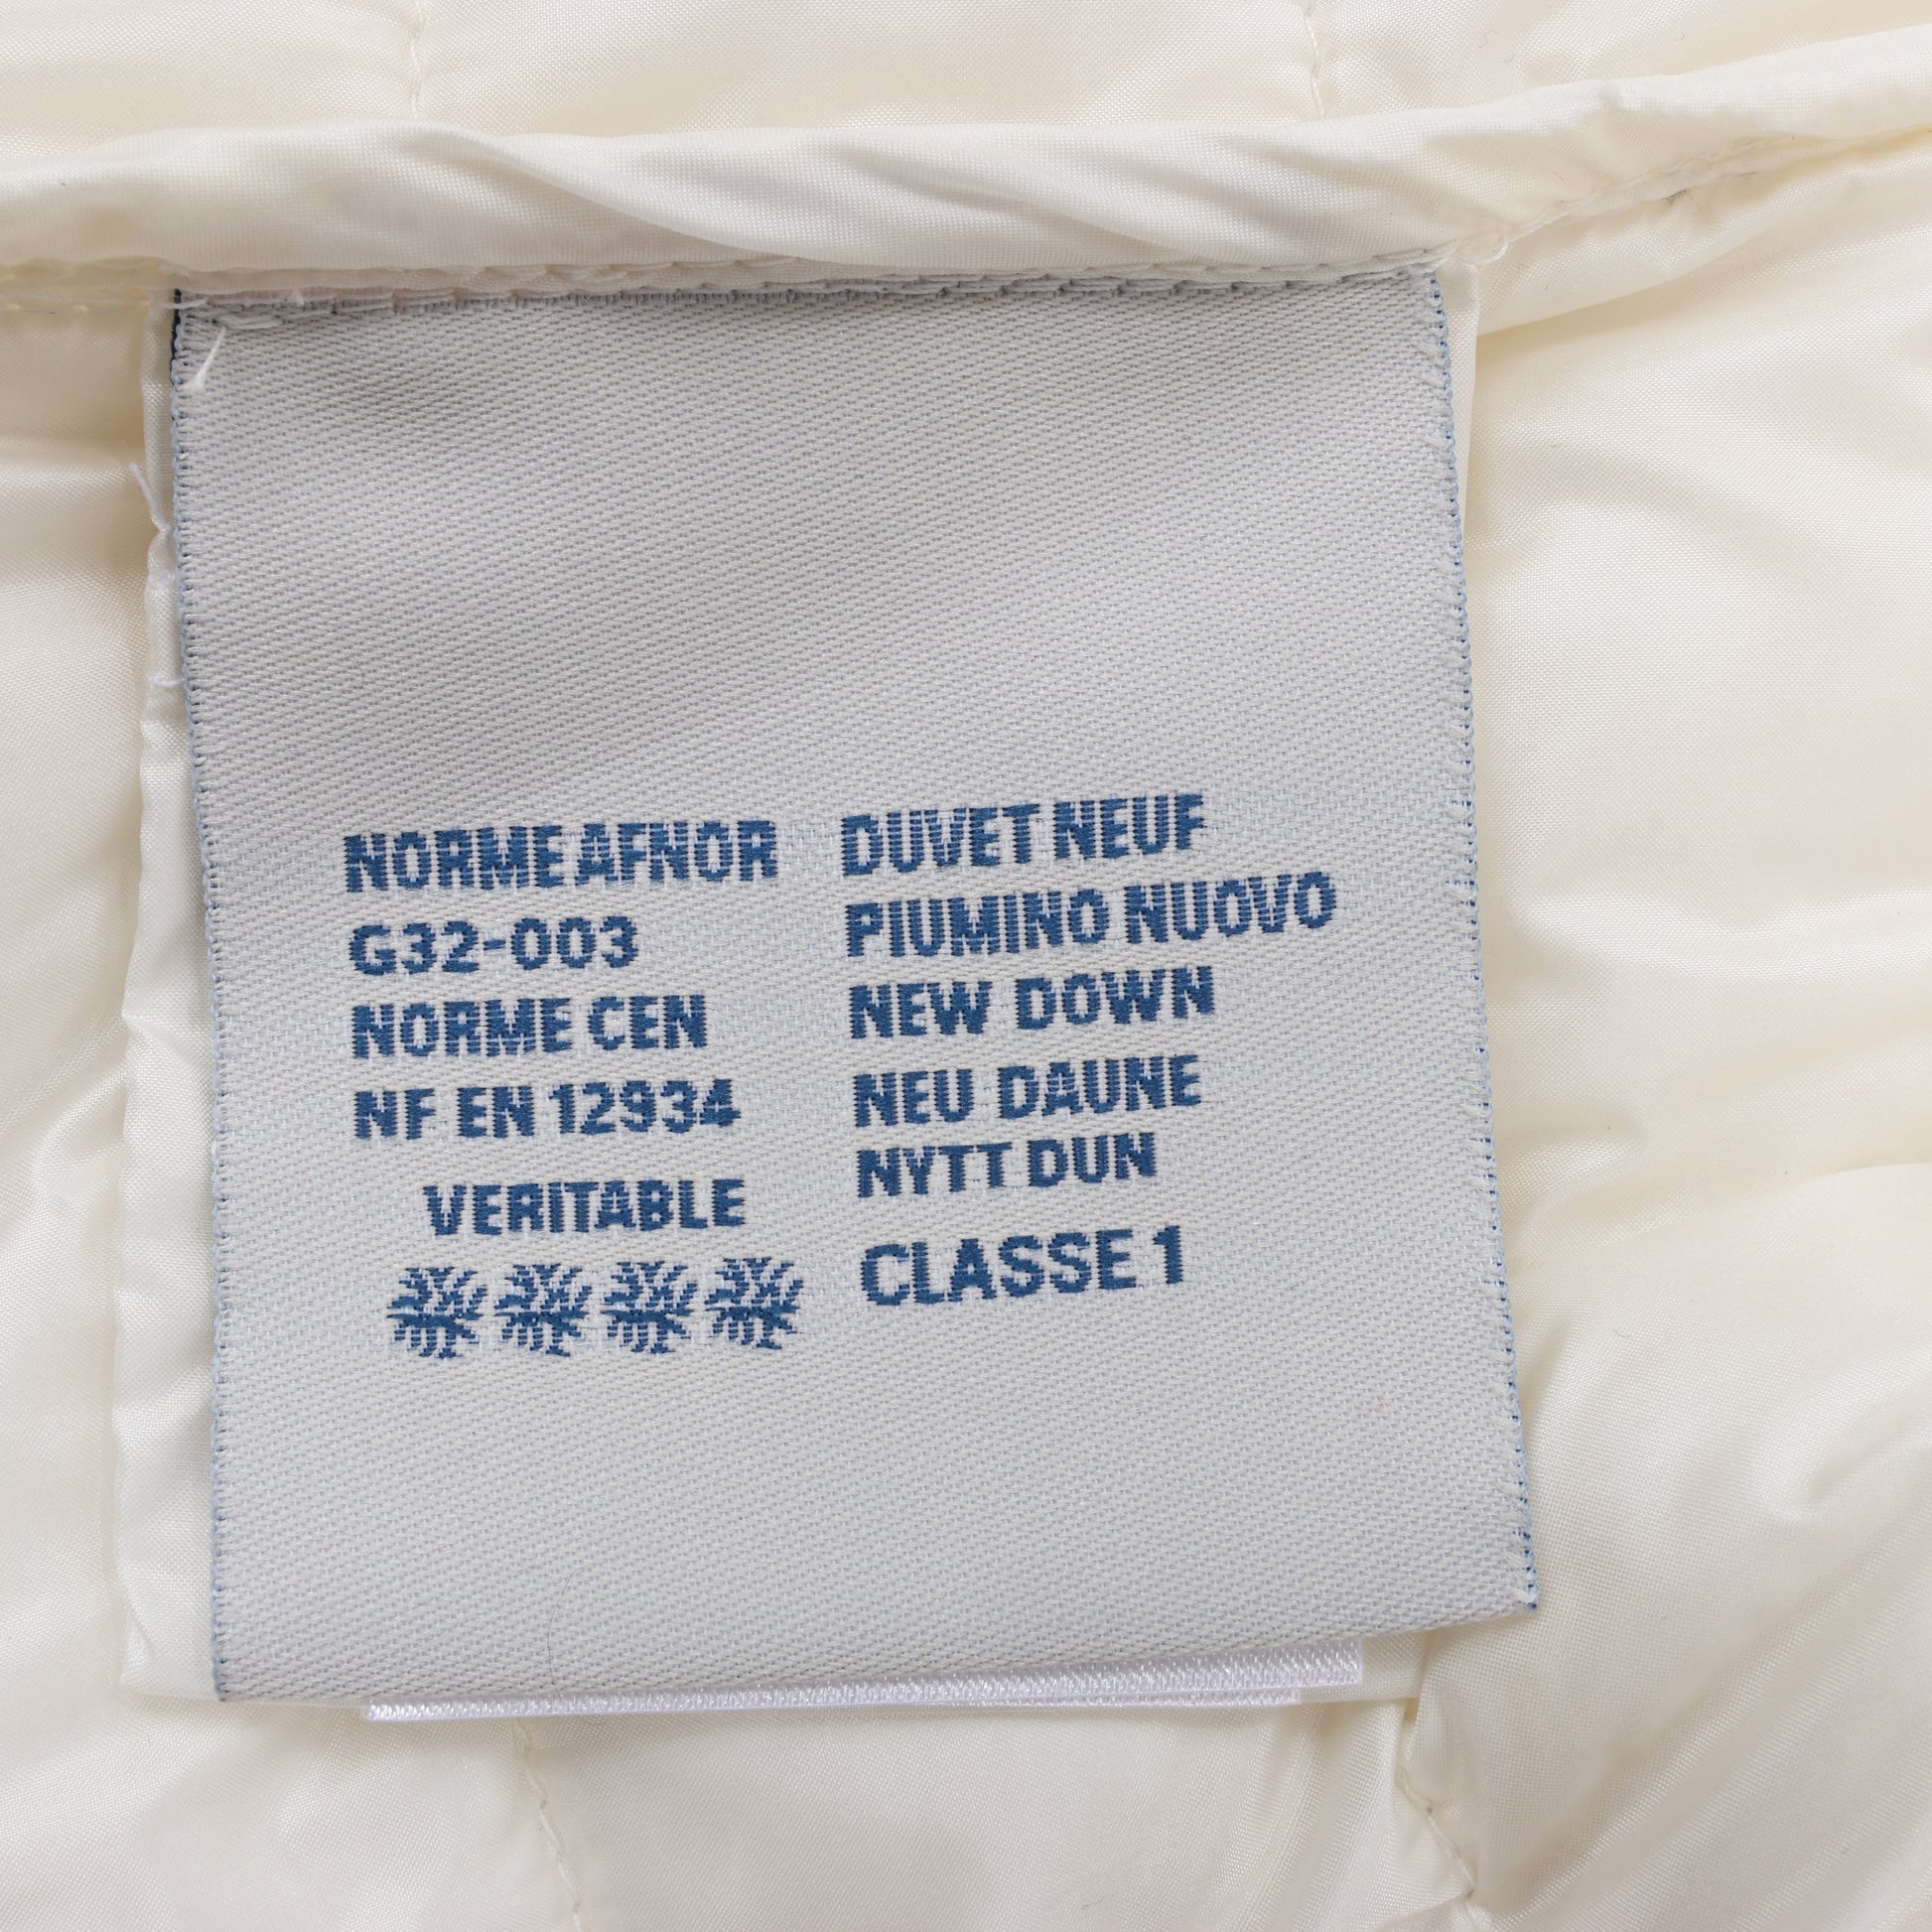 NORME AFNOR
G32-003
NORME CEN
NF EN 12934
VERITABLE
DUVET NEUF
PIUMINO NUOVO
NEW DOWN
NEU DAUNE
NYTT DUN
CLASSE 1